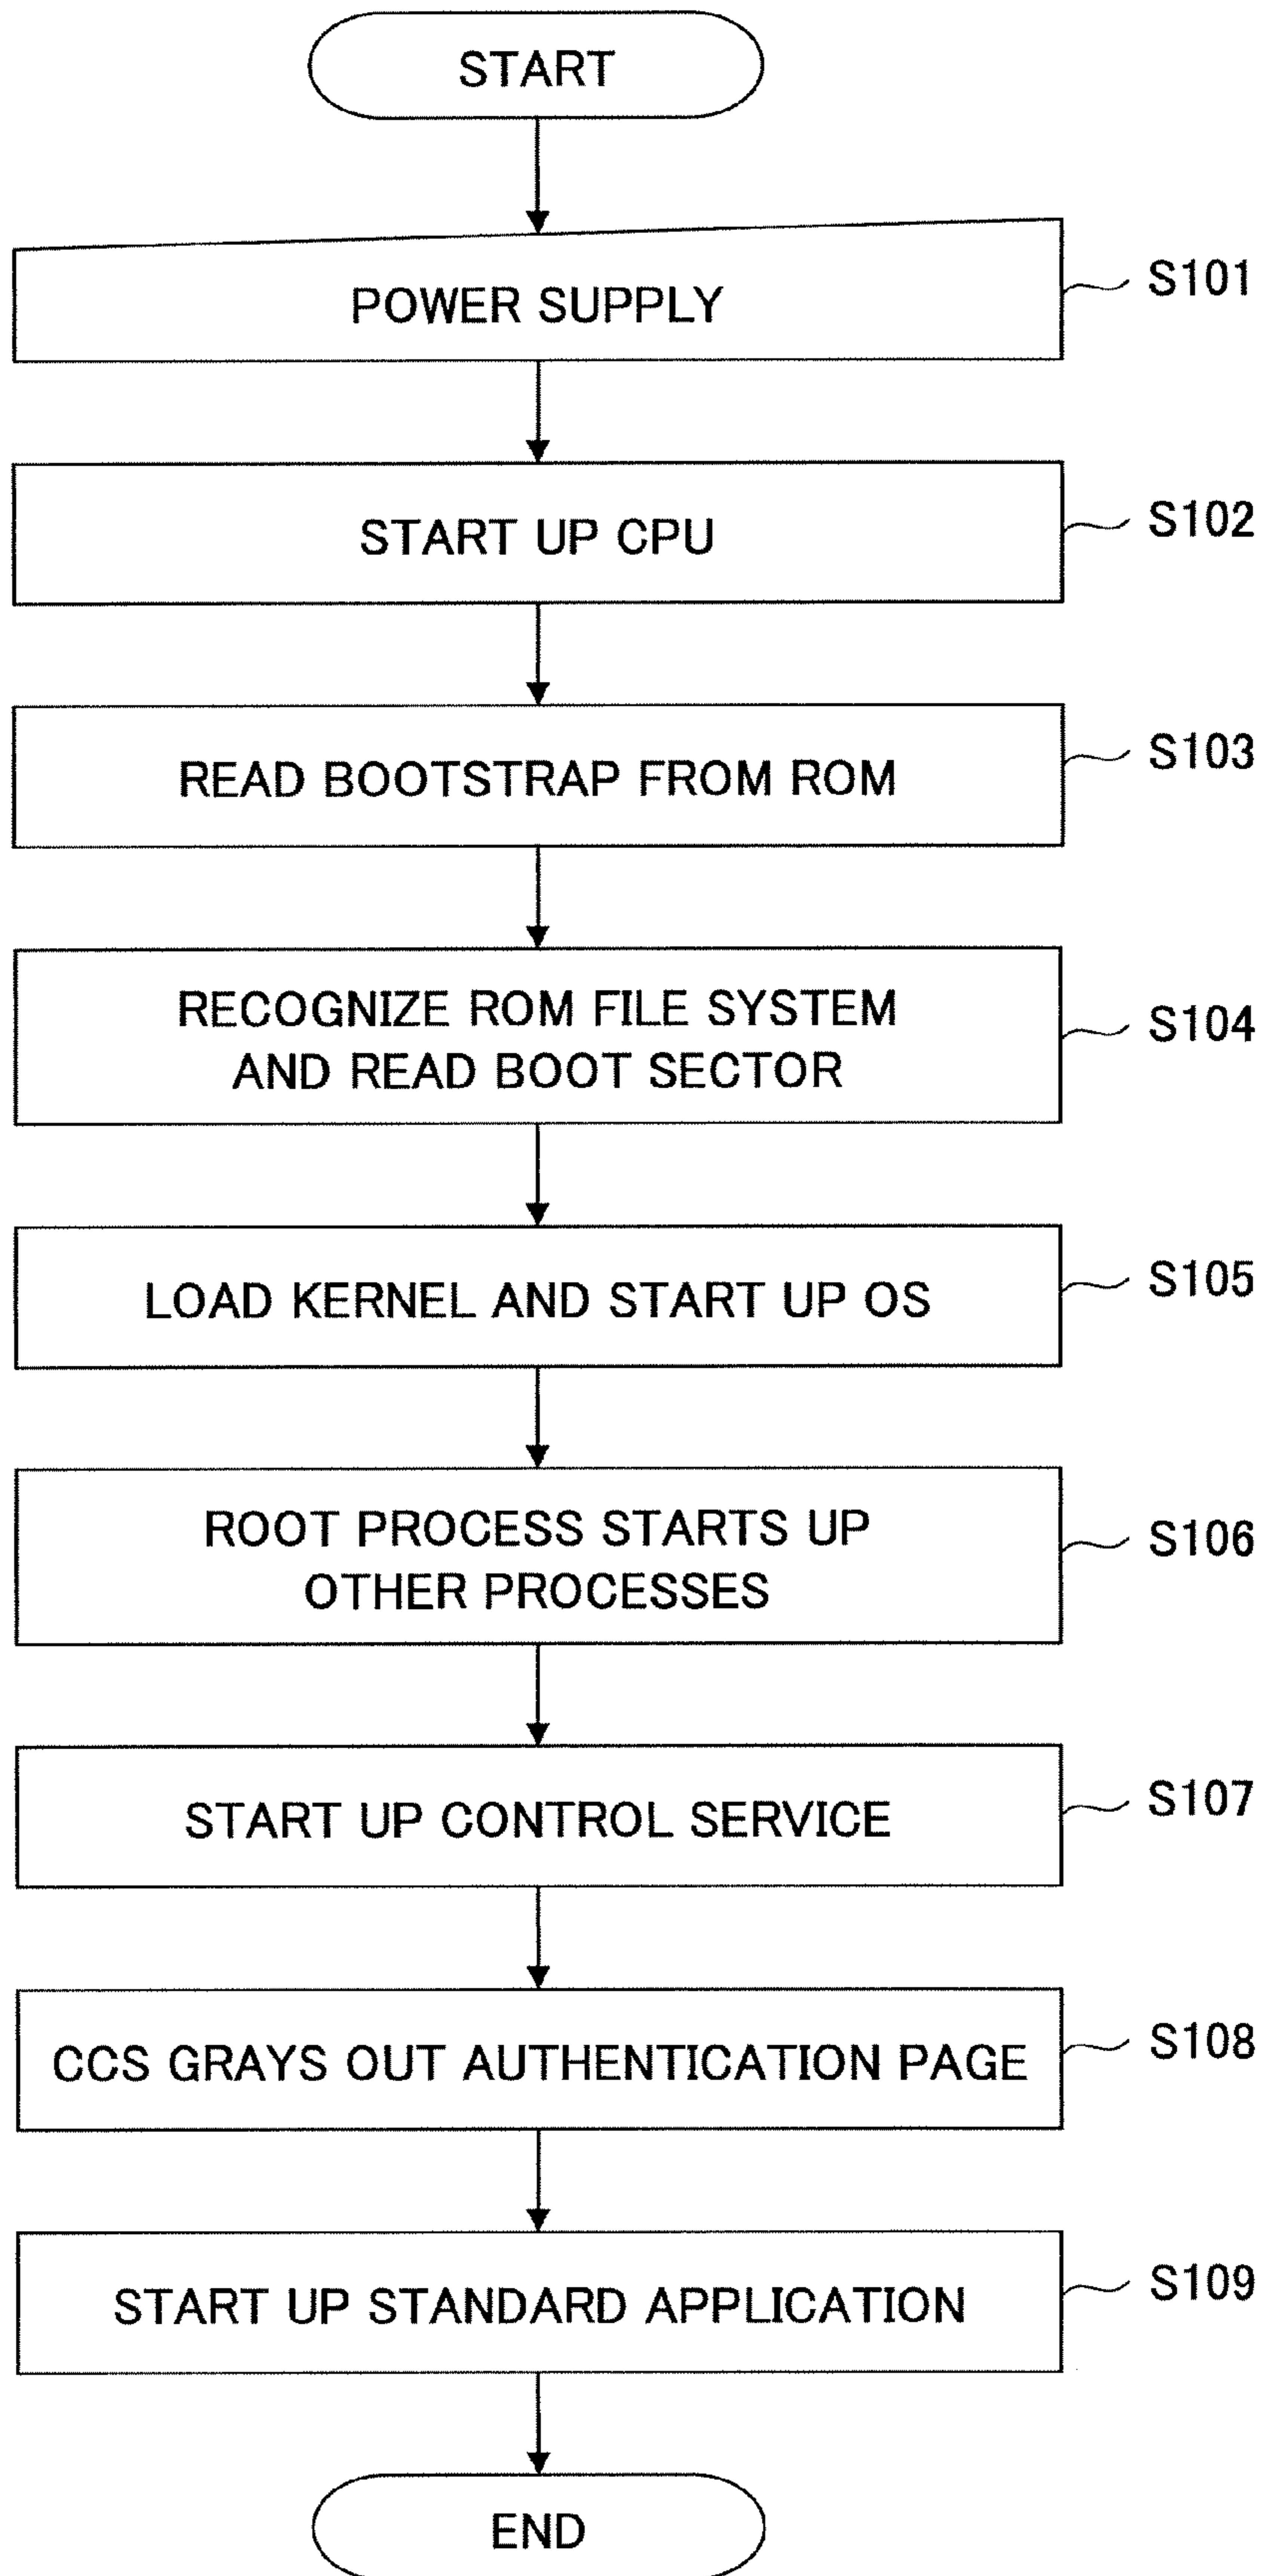 START
POWER SUPPLY
S101
START UP CPU
S102
READ BOOTSTRAP FROM ROM
S103
RECOGNIZE ROM FILE SYSTEM
AND READ BOOT SECTOR
S104
LOAD KERNEL AND START UP OS
S105
ROOT PROCESS STARTS UP
OTHER PROCESSES
S106
START UP CONTROL SERVICE
S107
CCS GRAYS OUT AUTHENTICATION PAGE
S108
START UP STANDARD APPLICATION
S109
END